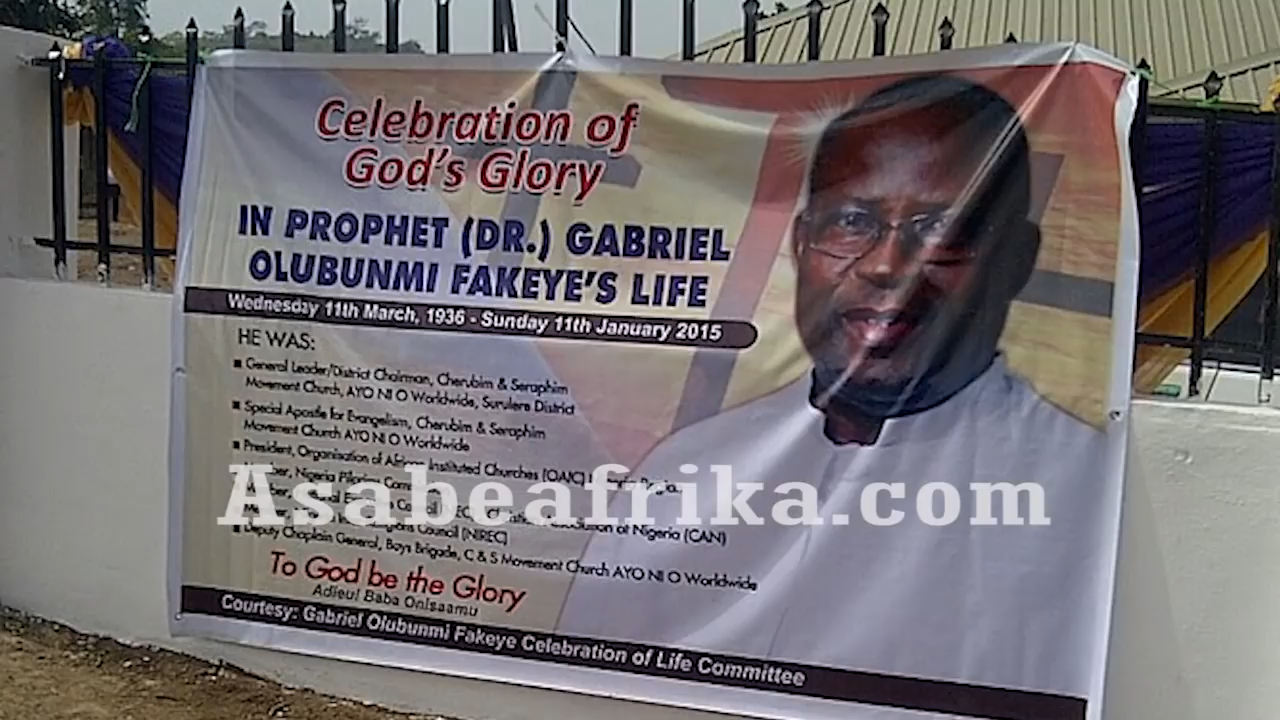 Celebration of
God's Glory
IN PROPHET (DR.) GABRIEL
OLUBUNMI FAKEYE'S LIFE
Wednesday 11th March, 1936 - Sunday 11th January 2015
HE WAS:
General Leader/District Chairman, Cherubim & Seraphim
Movement Church, AYO NI O Worldwide, Surulere District
Special Apostle for Evangelism, Cherubim & Seraphim
Movement Church AYO NI O Worldwide
President, Organisation of African Instituted Churches (OAIC)
Nigeria Pilgrim
of Nigeria (CAN)
Council (NIREC)
Deputy Chaplain General, Boys Brigade, C & S Movement Church AYO NI O Worldwide
Asabeafrika.com
To God be the Glory
Adieu! Baba Onisaamu
Courtesy: Gabriel Olubunmi Fakeye Celebration of Life Committee